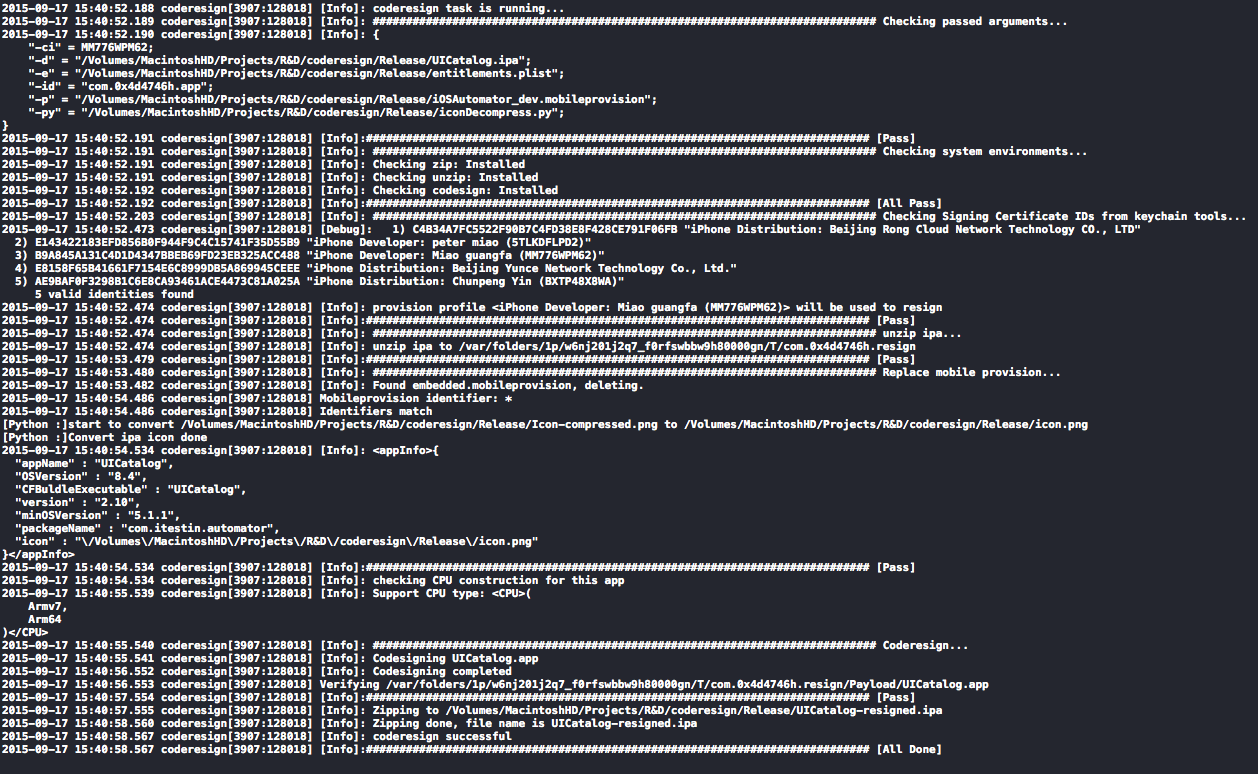 2015-09-17 15:40:52.188 coderesign[3907:128018] [Info]: coderesign task is running...
2015-09-17 15:40:52.189 coderesign[3907:128018] [Info]: ############################################################################ Checking passed arguments...
2015-09-17 15:40:52.190 coderesign[3907:128018] [Info]: {
    "-ci" = MM776WPM62;
    "-d" = "/Volumes/MacintoshHD/Projects/R&D/coderesign/Release/UICatalog.ipa";
    "-e" = "/Volumes/MacintoshHD/Projects/R&D/coderesign/Release/entitlements.plist";
    "-id" = "com.0x4d4746h.app";
    "-p" = "/Volumes/MacintoshHD/Projects/R&D/coderesign/Release/iOSAutomator_dev.mobileprovision";
    "-py" = "/Volumes/MacintoshHD/Projects/R&D/coderesign/Release/iconDecompress.py";
}
2015-09-17 15:40:52.191 coderesign[3907:128018] [Info]:############################################################################ [Pass]
2015-09-17 15:40:52.191 coderesign[3907:128018] [Info]: ############################################################################ Checking system environments...
2015-09-17 15:40:52.191 coderesign[3907:128018] [Info]: Checking zip: Installed
2015-09-17 15:40:52.191 coderesign[3907:128018] [Info]: Checking unzip: Installed
2015-09-17 15:40:52.192 coderesign[3907:128018] [Info]: Checking codesign: Installed
2015-09-17 15:40:52.192 coderesign[3907:128018] [Info]:############################################################################ [All Pass]
2015-09-17 15:40:52.203 coderesign[3907:128018] [Info]: ############################################################################ Checking Signing Certificate IDs from keychain tools...
2015-09-17 15:40:52.473 coderesign[3907:128018] [Debug]:   1) C4B34A7FC5522F90B7C4FD38E8F428CE791F06FB "iPhone Distribution: Beijing Rong Cloud Network Technology CO., LTD"
  2) E143422183EFD856B0F944F9C4C15741F35D55B9 "iPhone Developer: peter miao (5TLKDFLPD2)"
  3) B9A845A131C4D1D4347BBEB69FD23EB325ACC488 "iPhone Developer: Miao guangfa (MM776WPM62)"
  4) E8158F65B41661F7154E6C8999DB5A869945CEEE "iPhone Distribution: Beijing Yunce Network Technology Co., Ltd."
  5) AE9BAF0F3298B1C6E8CA93461ACE4473C81A025A "iPhone Distribution: Chunpeng Yin (BXTP48X8WA)"
     5 valid identities found
2015-09-17 15:40:52.474 coderesign[3907:128018] [Info]: provision profile <iPhone Developer: Miao guangfa (MM776WPM62)> will be used to resign
2015-09-17 15:40:52.474 coderesign[3907:128018] [Info]:############################################################################ [Pass]
2015-09-17 15:40:52.474 coderesign[3907:128018] [Info]: ############################################################################ unzip ipa...
2015-09-17 15:40:52.474 coderesign[3907:128018] [Info]: unzip ipa to /var/folders/1p/w6nj201j2q7_f0rfswbbw9h80000gn/T/com.0x4d4746h.resign
2015-09-17 15:40:53.479 coderesign[3907:128018] [Info]:############################################################################ [Pass]
2015-09-17 15:40:53.480 coderesign[3907:128018] [Info]: ############################################################################ Replace mobile provision...
2015-09-17 15:40:53.482 coderesign[3907:128018] [Info]: Found embedded.mobileprovision, deleting.
2015-09-17 15:40:54.486 coderesign[3907:128018] Mobileprovision identifier: *
2015-09-17 15:40:54.486 coderesign[3907:128018] Identifiers match
[Python :]start to convert /Volumes/MacintoshHD/Projects/R&D/coderesign/Release/Icon-compressed.png to /Volumes/MacintoshHD/Projects/R&D/coderesign/Release/icon.png
[Python :]Convert ipa icon done
2015-09-17 15:40:54.534 coderesign[3907:128018] [Info]: <appInfo>{
  "appName" : "UICatalog",
  "OSVersion" : "8.4",
  "CFBuldleExecutable" : "UICatalog",
  "version" : "2.10",
  "minOSVersion" : "5.1.1",
  "packageName" : "com.itestin.automator",
  "icon" : "\/Volumes\/MacintoshHD\/Projects\/R&D\/coderesign\/Release\/icon.png"
}</appInfo>
2015-09-17 15:40:54.534 coderesign[3907:128018] [Info]:############################################################################ [Pass]
2015-09-17 15:40:54.534 coderesign[3907:128018] [Info]: checking CPU construction for this app
2015-09-17 15:40:55.539 coderesign[3907:128018] [Info]: Support CPU type: <CPU>(
    Armv7,
    Arm64
)</CPU>
2015-09-17 15:40:55.540 coderesign[3907:128018] [Info]: ############################################################################ Coderesign...
2015-09-17 15:40:55.541 coderesign[3907:128018] [Info]: Codesigning UICatalog.app
2015-09-17 15:40:56.552 coderesign[3907:128018] [Info]: Codesigning completed
2015-09-17 15:40:56.553 coderesign[3907:128018] Verifying /var/folders/1p/w6nj201j2q7_f0rfswbbw9h80000gn/T/com.0x4d4746h.resign/Payload/UICatalog.app
2015-09-17 15:40:57.554 coderesign[3907:128018] [Info]:############################################################################ [Pass]
2015-09-17 15:40:57.555 coderesign[3907:128018] [Info]: Zipping to /Volumes/MacintoshHD/Projects/R&D/coderesign/Release/UICatalog-resigned.ipa
2015-09-17 15:40:58.560 coderesign[3907:128018] [Info]: Zipping done, file name is UICatalog-resigned.ipa
2015-09-17 15:40:58.567 coderesign[3907:128018] [Info]: coderesign successful
2015-09-17 15:40:58.567 coderesign[3907:128018] [Info]:############################################################################ [All Done]